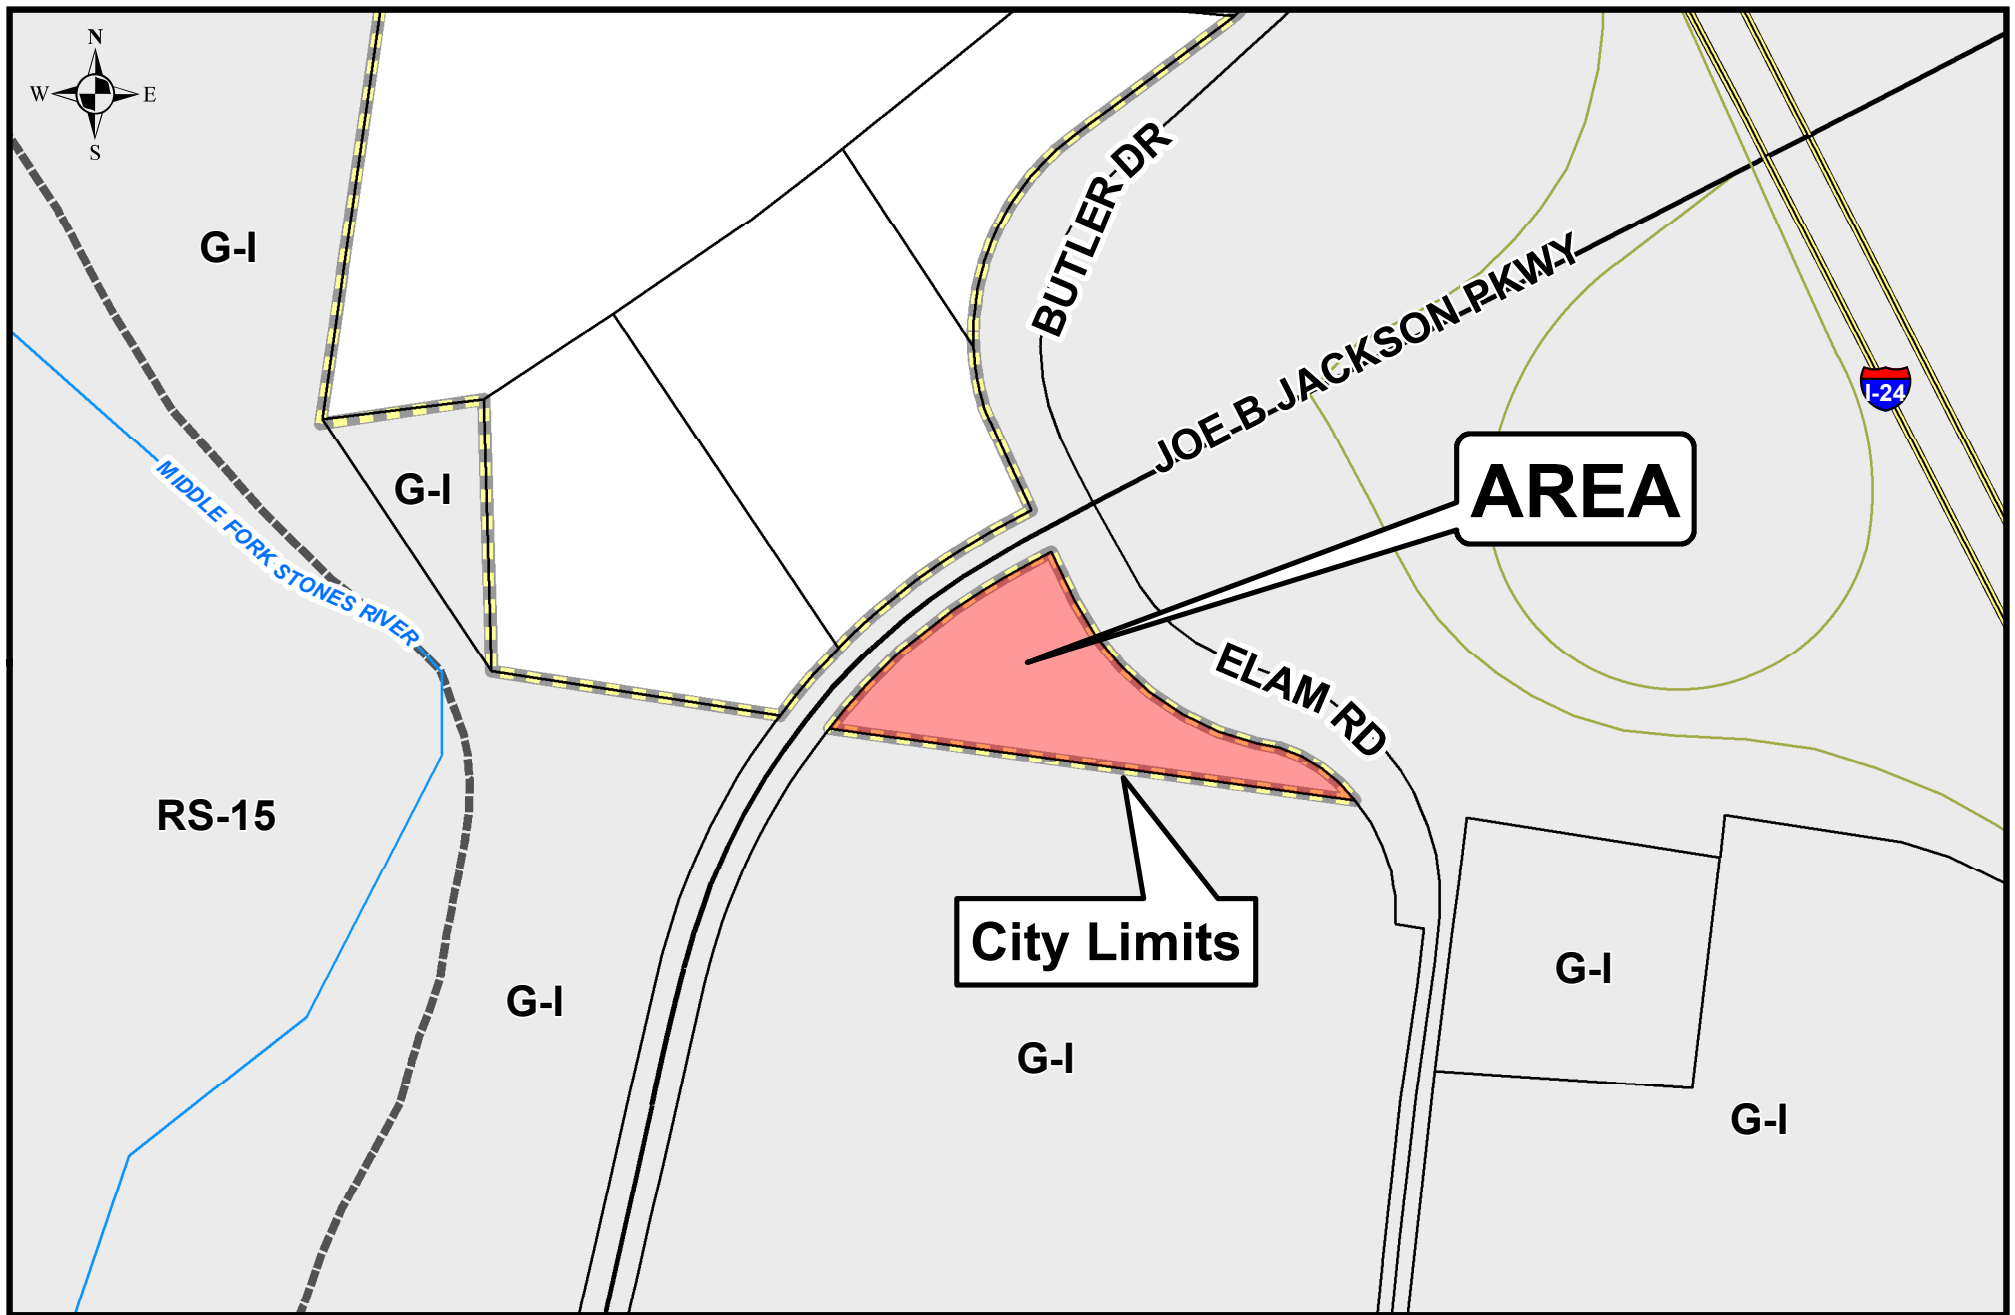 N
W E
S
BUTLER DR
G-I
JOE B JACKSON PKWY
I-24
AREA
G-I
MIDDLE FORK STONES RIVER
ELAM RD
RS-15
City Limits
G-I
G-I
G-I
G-I